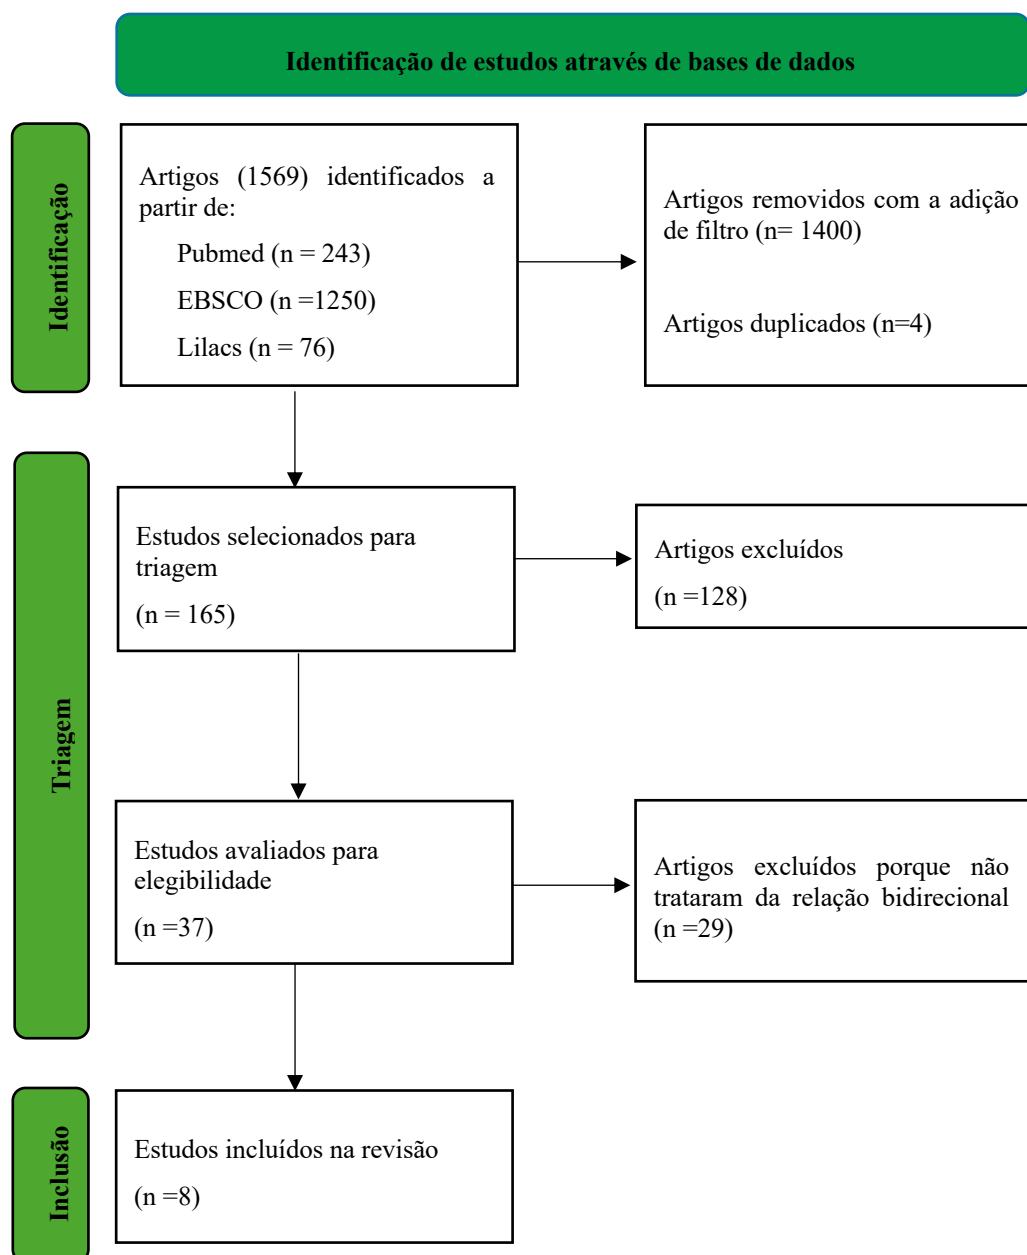 Identificação de estudos através de bases de dados
Identificação
Artigos (1569) identificados a
partir de:
Pubmed (n = 243)
EBSCO (n =1250)
Lilacs (n = 76)
Artigos removidos com a adição
de filtro (n= 1400)
Artigos duplicados (n=4)
Triagem
Estudos selecionados para
triagem
(n = 165)
Artigos excluídos
(n =128)
Estudos avaliados para
elegibilidade
(n =37)
Artigos excluídos porque não
trataram da relação bidirecional
(n =29)
Inclusão
Estudos incluídos na revisão
(n =8)